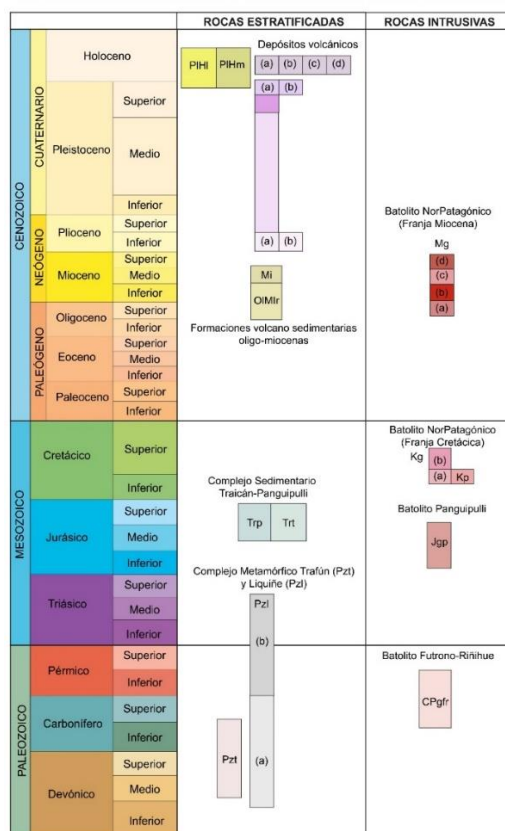 ROCAS ESTRATIFICADAS
ROCAS INTRUSIVAS
CENOZOICO
CUATERNARIO
Holoceno
Pleistoceno
Superior
Medio
Inferior
NEÓGENO
Plioceno
Superior
Inferior
Mioceno
Superior
Medio
Inferior
PALEÓGENO
Oligoceno
Superior
Inferior
Eoceno
Superior
Medio
Inferior
Paleoceno
Superior
Inferior
MESOZOICO
Cretácico
Superior
Inferior
Jurásico
Superior
Medio
Inferior
Triásico
Superior
Medio
Inferior
PALEOZOICO
Pérmico
Superior
Inferior
Carbonífero
Superior
Inferior
Devónico
Superior
Medio
Inferior
Depósitos volcánicos
PlHl PlHm (a) (b) (c) (d)
(a) (b)
(a) (b)
Mi
OlMlr
Formaciones volcano sedimentarias
oligo-miocenas
Complejo Sedimentario
Traicán-Panguipulli
Trp Trt
Complejo Metamórfico Trafún (Pzt)
y Liquiñe (Pzl)
Pzl
(b)
Pzt
(a)
Batolito NorPatagónico
(Franja Miocena)
Mg
(d)
(c)
(b)
(a)
Batolito NorPatagónico
(Franja Cretácica)
Kg (b)
(a) Kp
Batolito Panguipulli
Jgp
Batolito Futrono-Riñihue
CPgfr